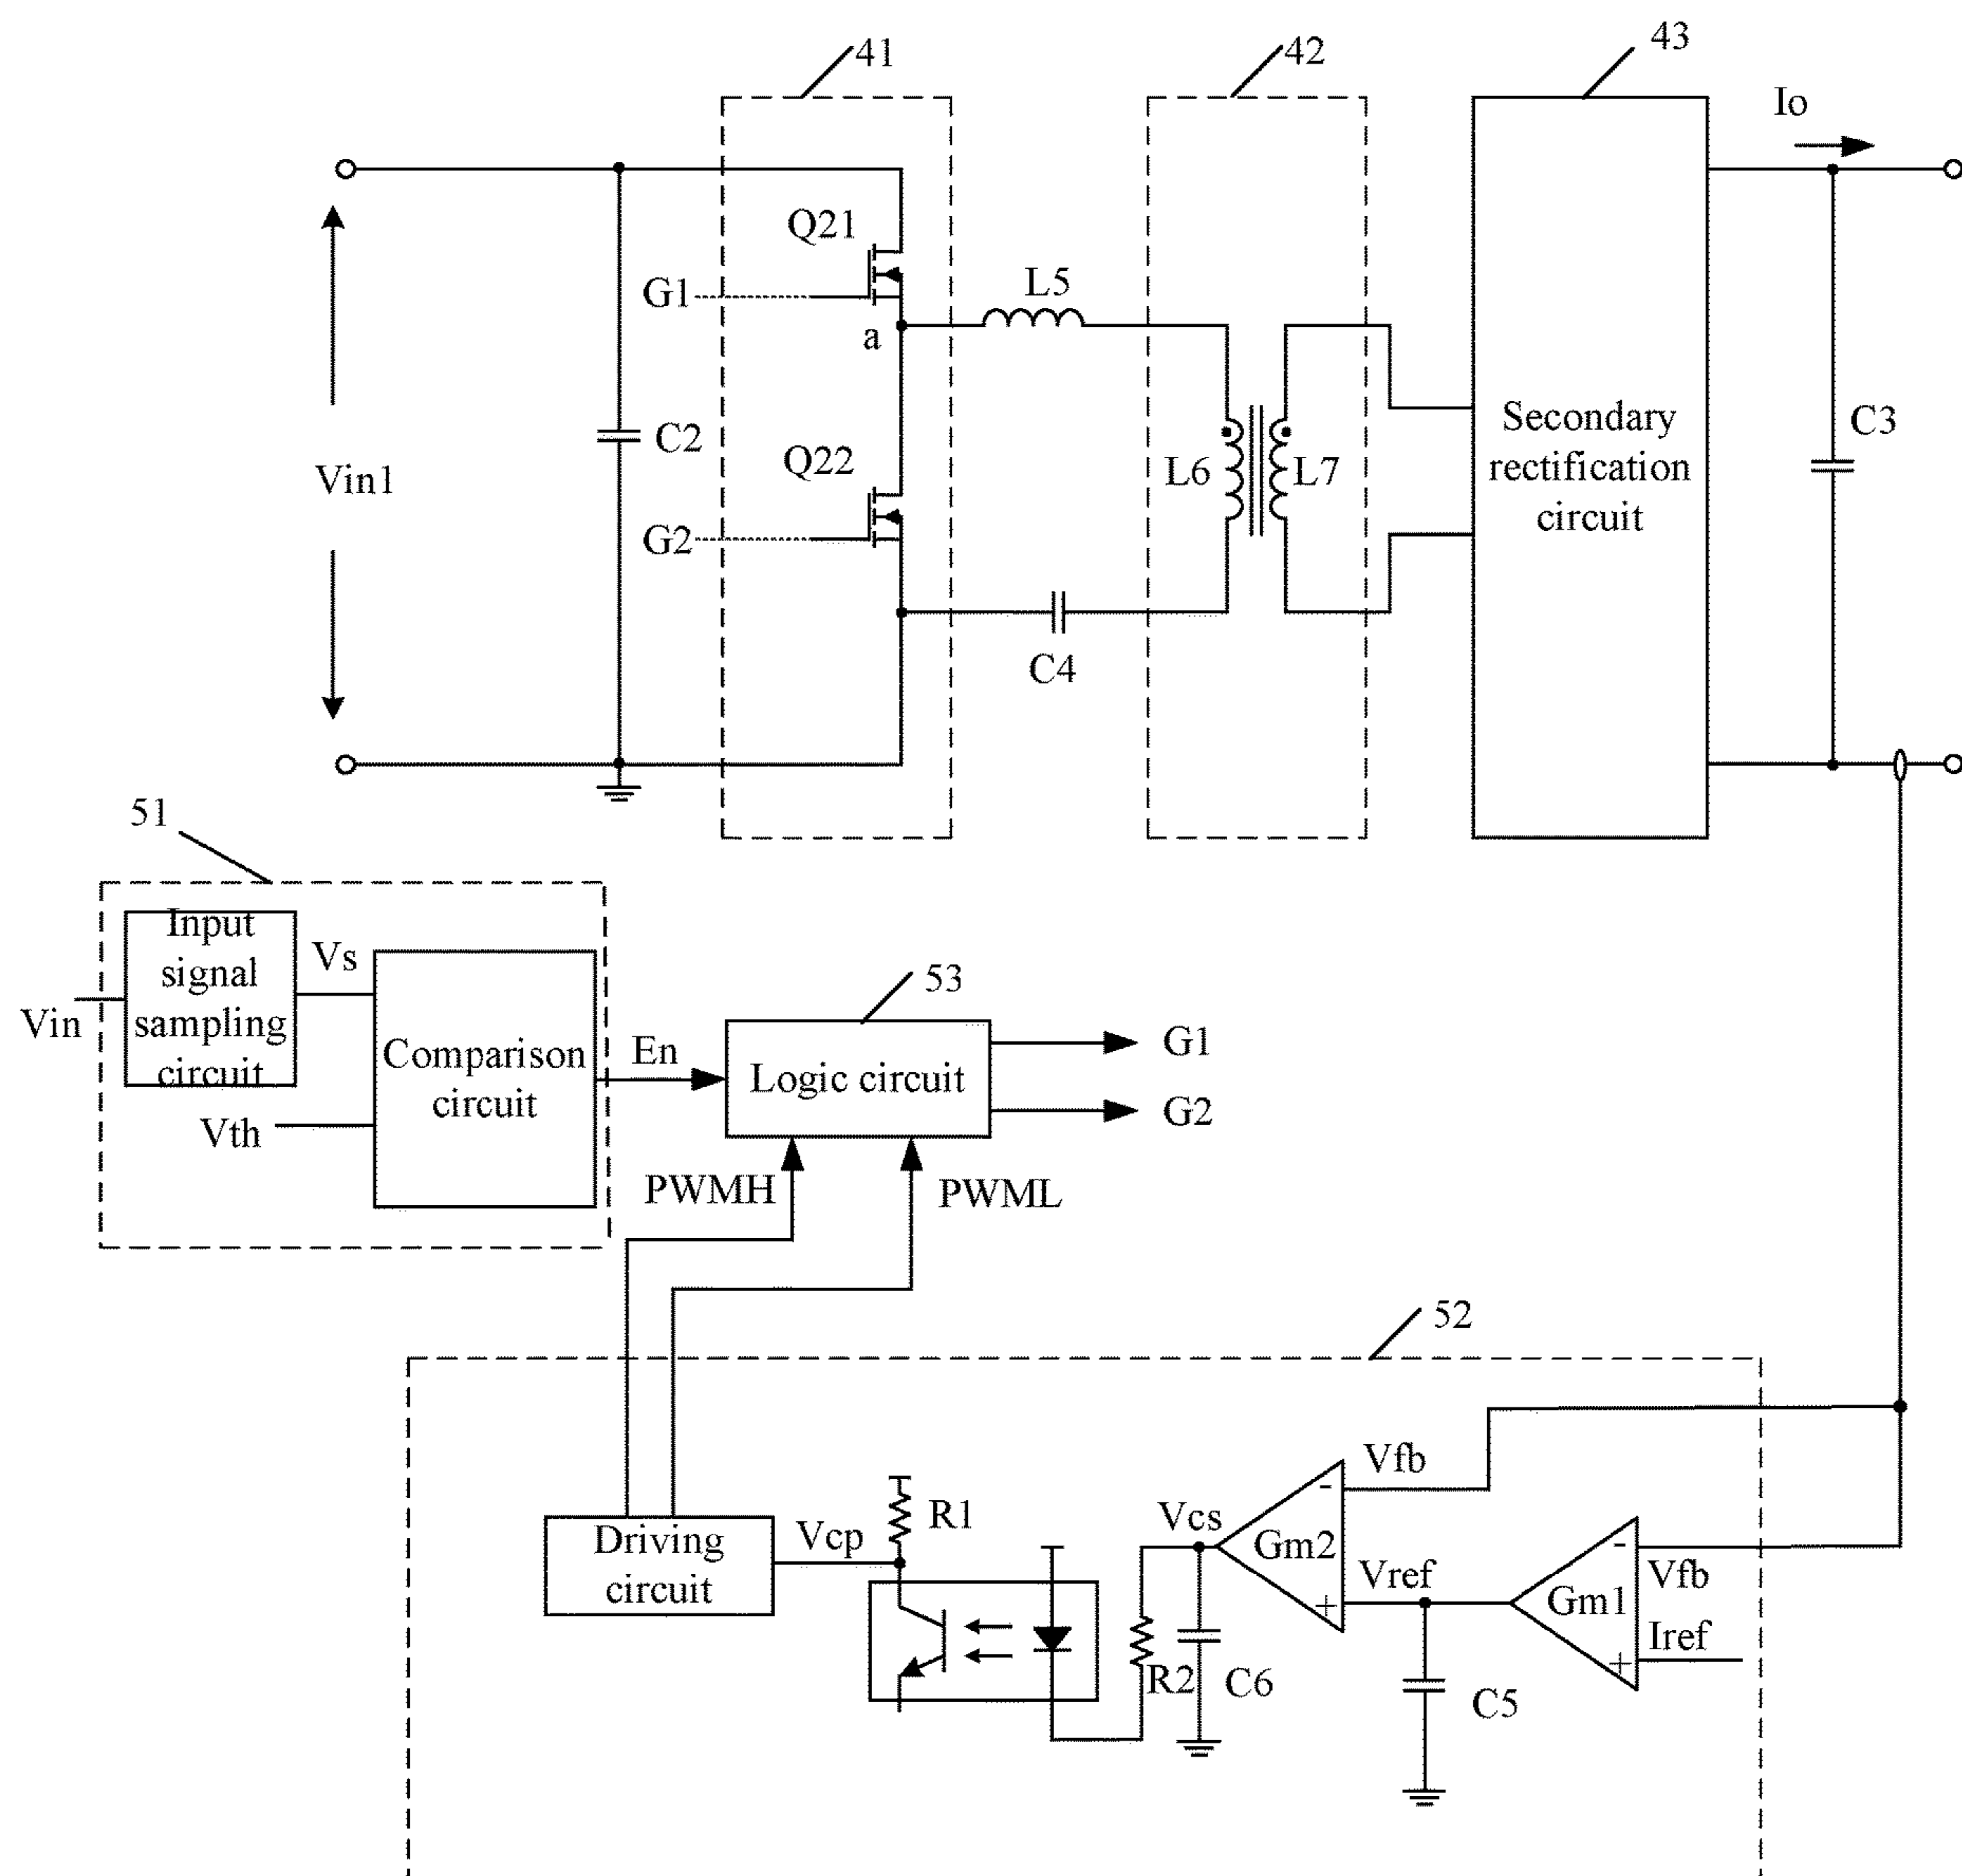 41
42
43
Io
Q21
G1
a
L5
C2
Vin1
Q22
G2
L6
L7
Secondary
rectification
circuit
C3
C4
51
Input
signal
sampling
circuit
Vs
Vin
Comparison
circuit
Vth
En
53
Logic circuit
G1
G2
PWMH
PWML
52
Driving
circuit
Vcp
R1
Vcs
R2
C6
Gm2
-
+
Vfb
Vref
C5
Gm1
-
+
Vfb
Iref